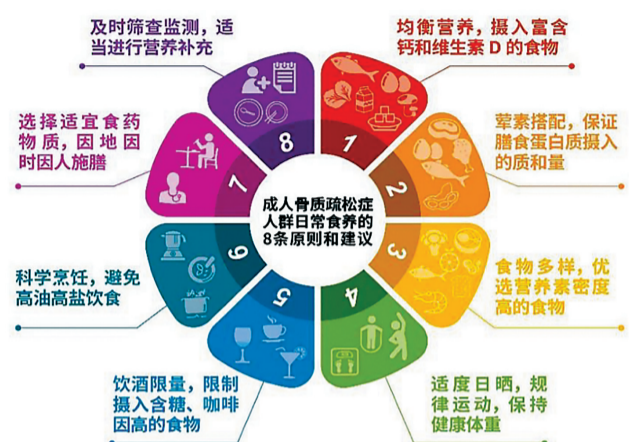 成人骨质疏松症
人群日常食养的
8条原则和建议
1
均衡营养，摄入富含
钙和维生素 D 的食物
2
荤素搭配，保证
膳食蛋白质摄入
的质和量
3
食物多样，优
选营养素密度
高的食物
4
适度日晒，规
律运动，保持
健康体重
5
饮酒限量，限制
摄入含糖、咖啡
因高的食物
6
科学烹饪，避免
高油高盐饮食
7
选择适宜食药
物质，因地因
时因人施膳
8
及时筛查监测，适
当进行营养补充